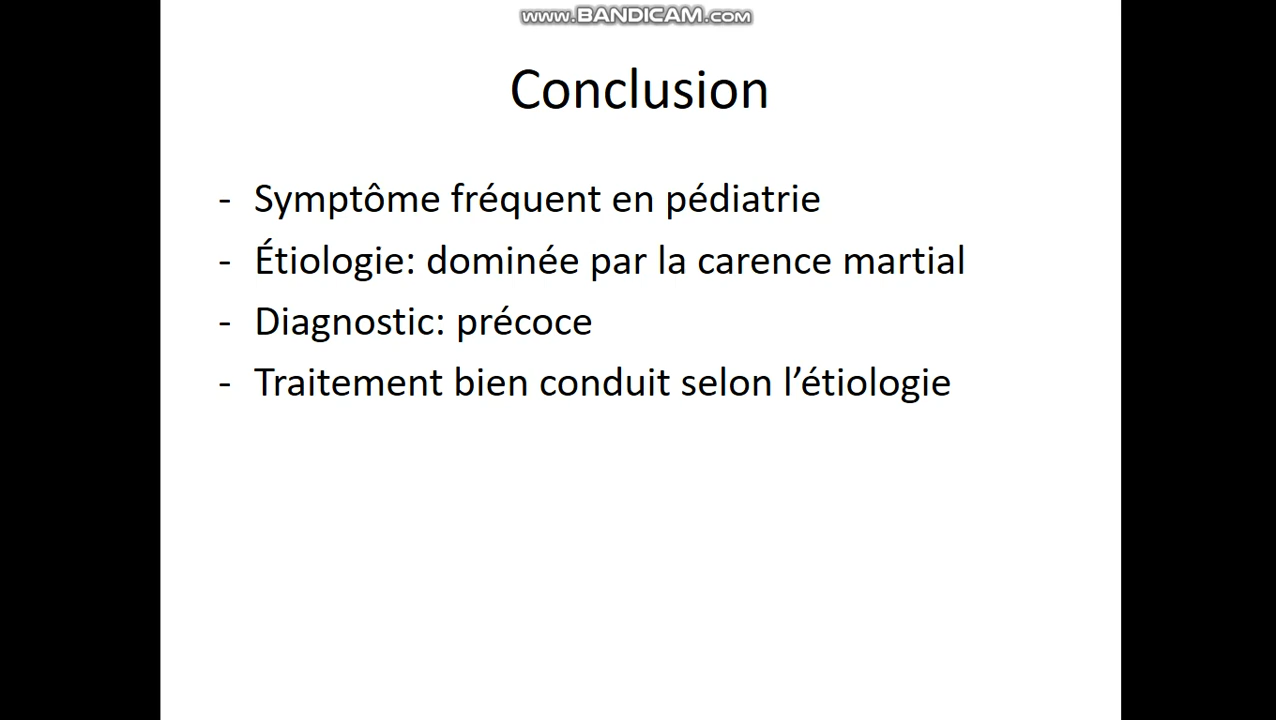 www.BANDICAM.com
Conclusion
- Symptôme fréquent en pédiatrie
- Étiologie: dominée par la carence martial
- Diagnostic: précoce
- Traitement bien conduit selon l’étiologie